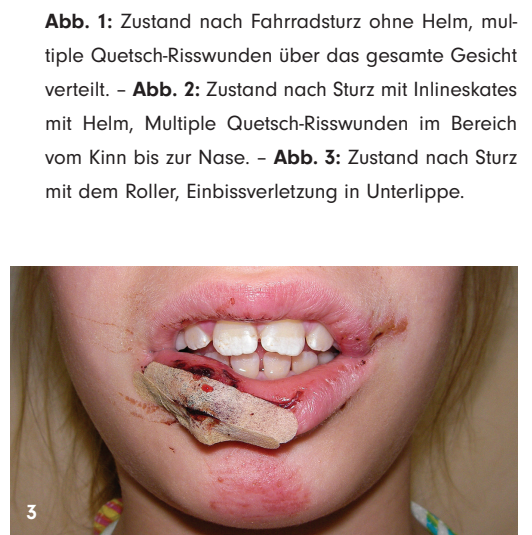 Abb. 1: Zustand nach Fahrradsturz ohne Helm, mul-
tiple Quetsch-Risswunden über das gesamte Gesicht
verteilt. – Abb. 2: Zustand nach Sturz mit Inlineskates
mit Helm, Multiple Quetsch-Risswunden im Bereich
vom Kinn bis zur Nase. – Abb. 3: Zustand nach Sturz
mit dem Roller, Einbissverletzung in Unterlippe.
3